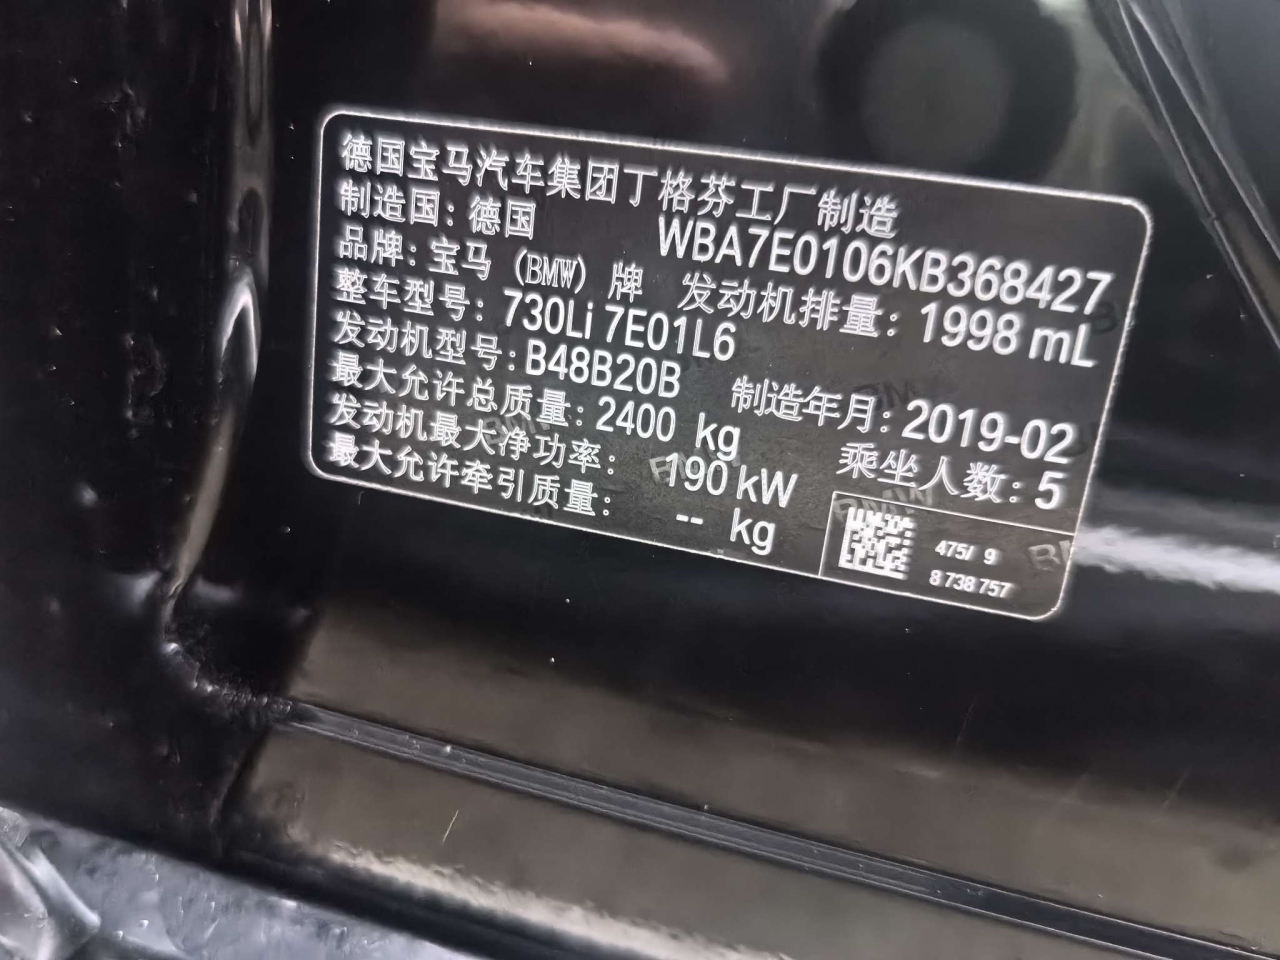 德国宝马汽车集团丁格芬工厂制造
制造国：德国 WBA7E0106KB368427
品牌：宝马（BMW）牌 发动机排量：1998 mL
整车型号：730Li 7E01L6
发动机型号：B48B20B 制造年月：2019-02
最大允许总质量：2400 kg 乘坐人数：5
发动机最大净功率：190 kW
最大允许牵引质量：-- kg
475/ 9
8 738 757